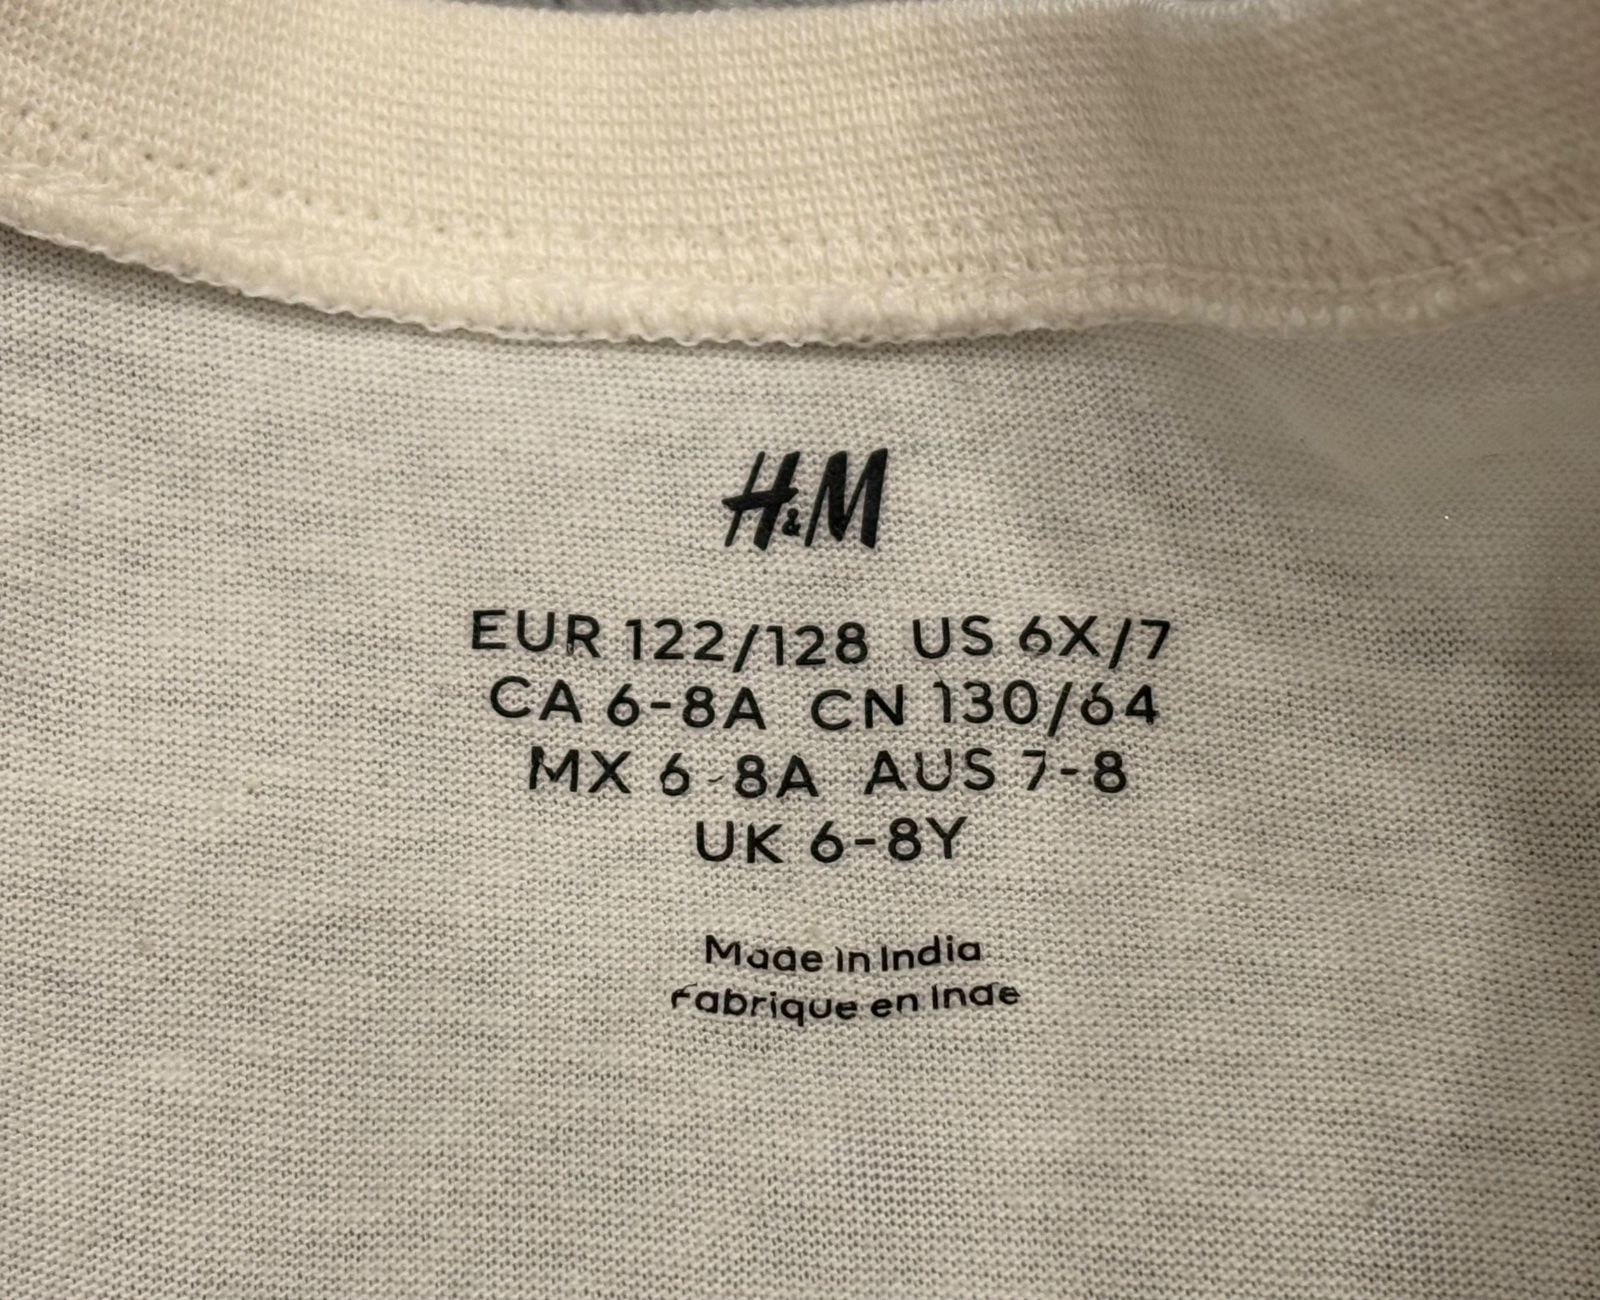 H&M
EUR 122/128 US 6X/7
CA 6-8A CN 130/64
MX 6-8A AUS 7-8
UK 6-8Y
Made in India
Fabrique en Inde